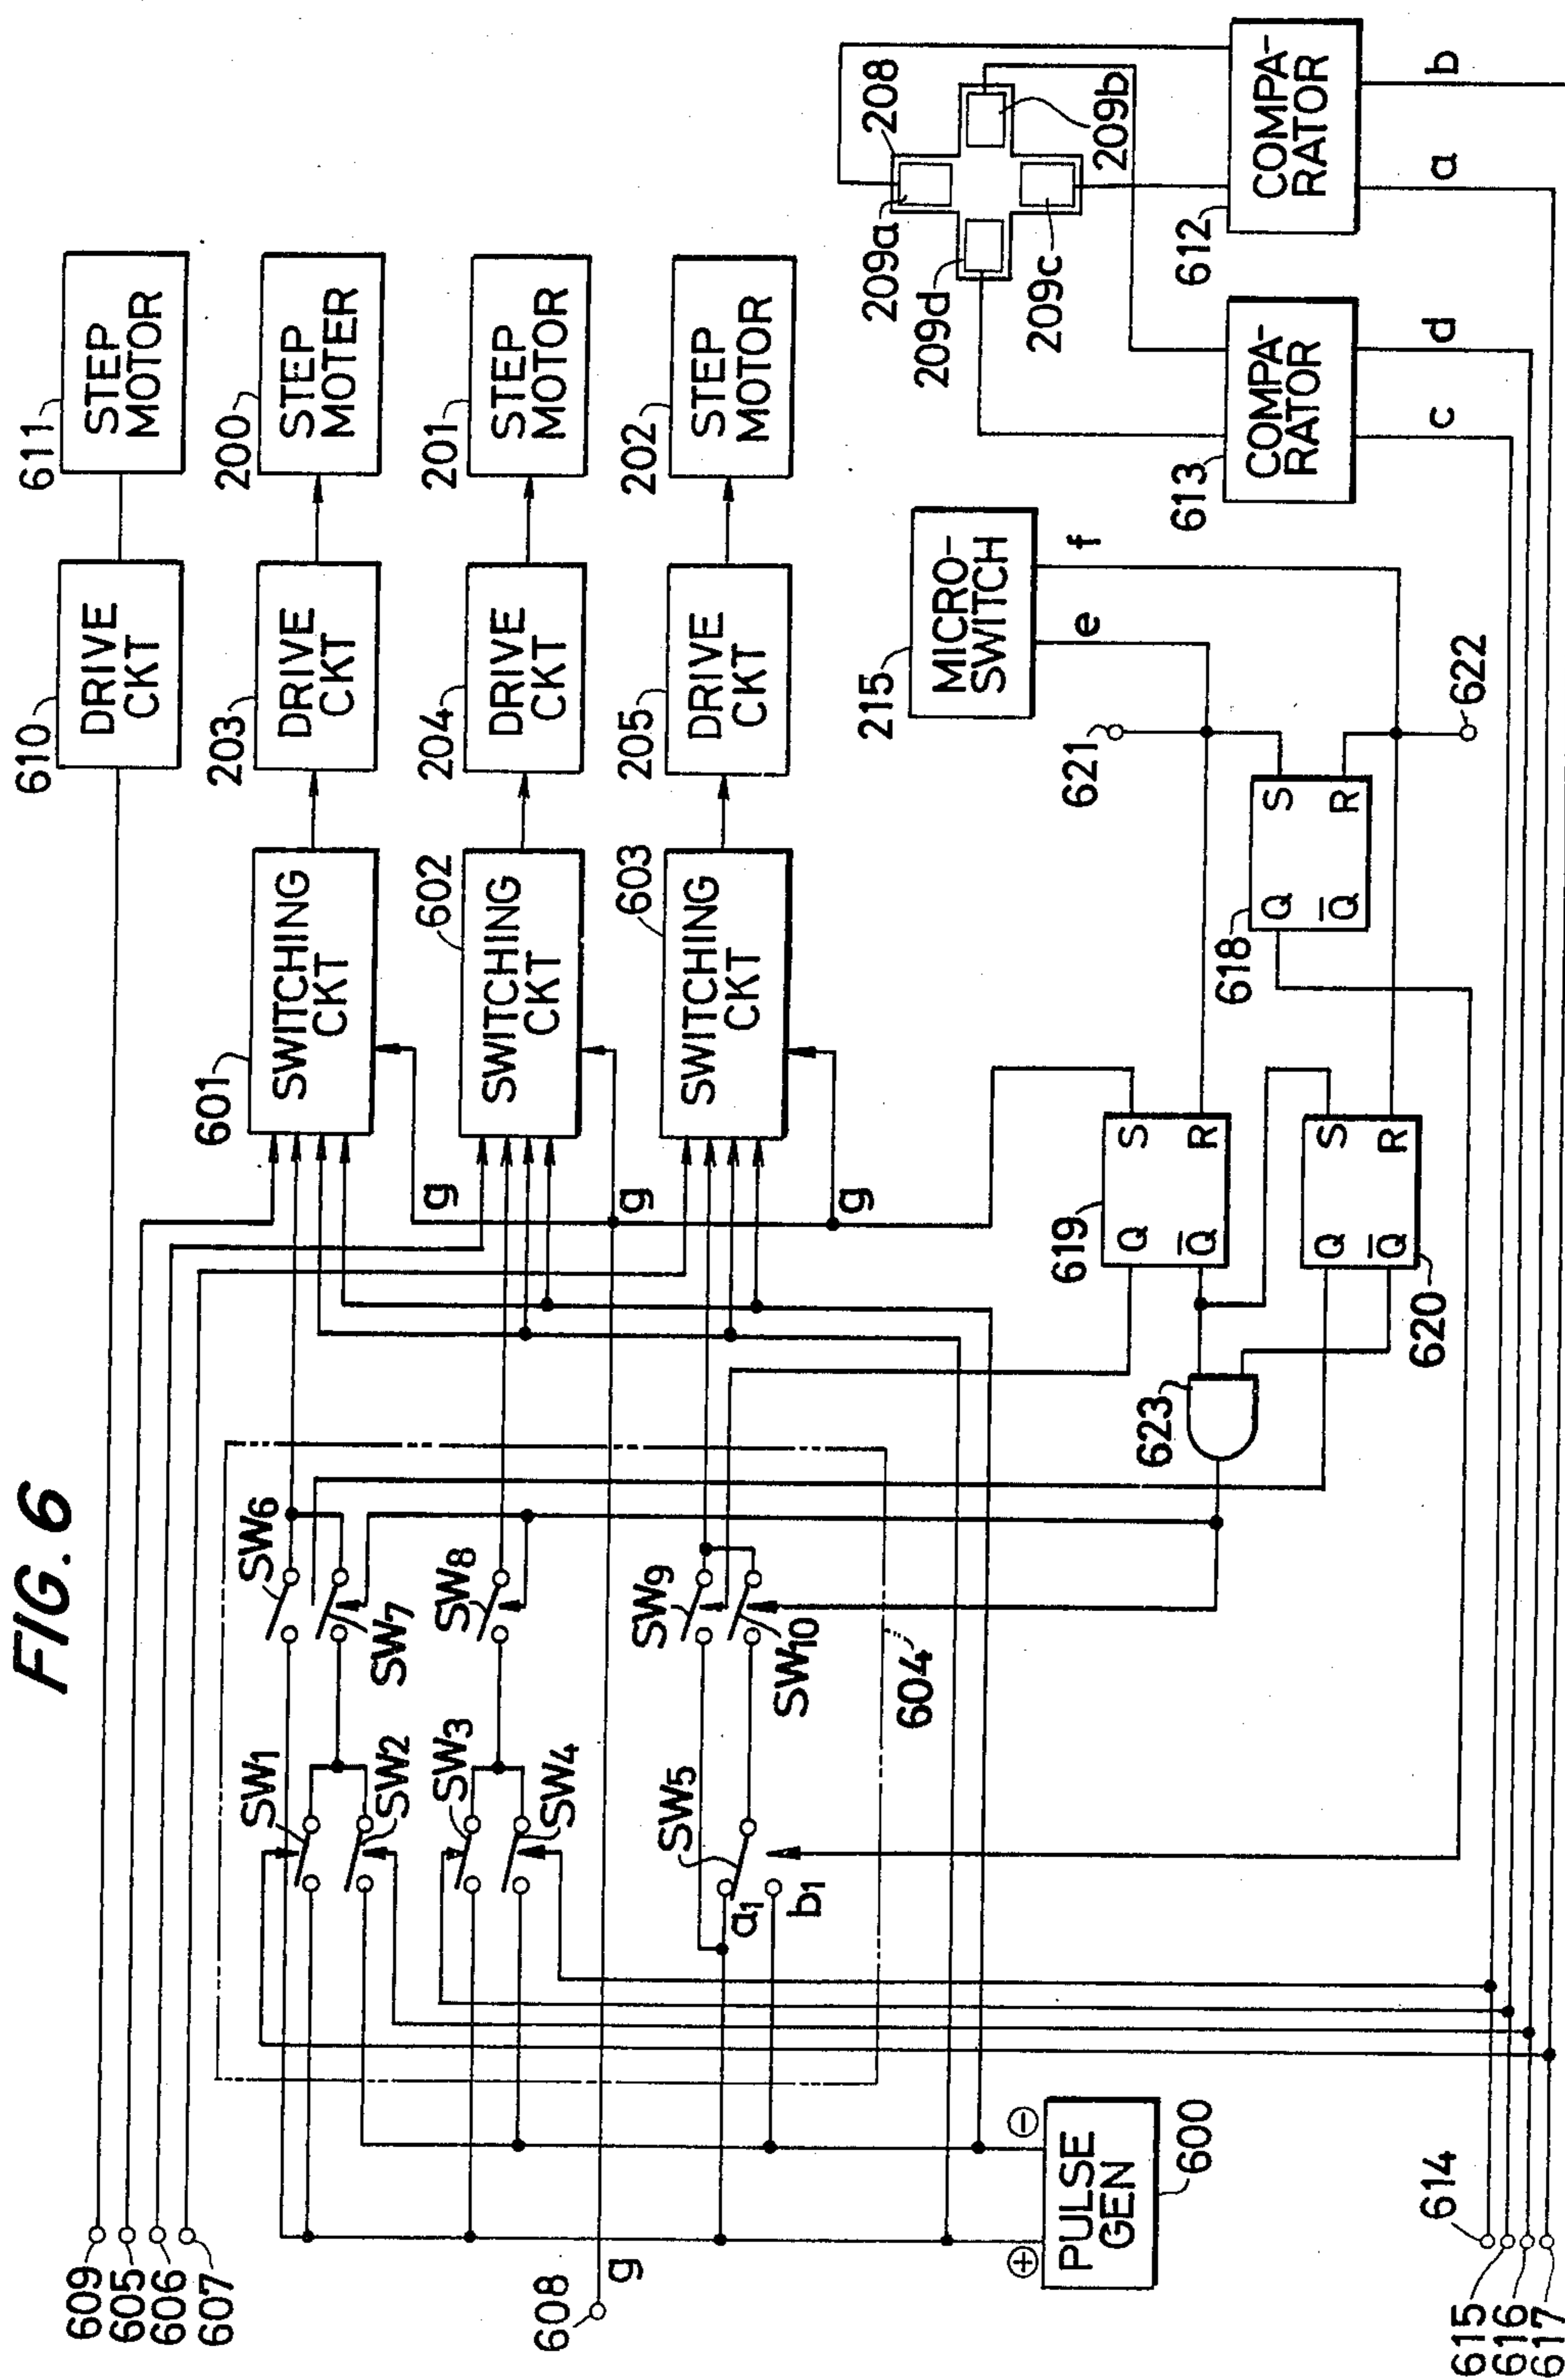 FIG. 6
609
605
606
607
608
g
610
DRIVE
CKT
611
STEP
MOTOR
601
SWITCHING
CKT
203
DRIVE
CKT
200
STEP
MOTER
602
SWITCHING
CKT
204
DRIVE
CKT
201
STEP
MOTOR
603
SWITCHING
CKT
205
DRIVE
CKT
202
STEP
MOTOR
g
g
g
SW1
SW2
SW3
SW4
SW5
a1
b1
SW6
SW7
SW8
SW9
SW10
604
⊕
⊖
PULSE
GEN
600
623
619
S
Q
R
Q̅
620
S
Q
R
Q̅
618
S
Q
R
Q̅
621
622
215
MICRO-
SWITCH
e
f
208
209a
209b
209c
209d
613
COMPA-
RATOR
c
d
612
COMPA-
RATOR
a
b
614
615
616
617